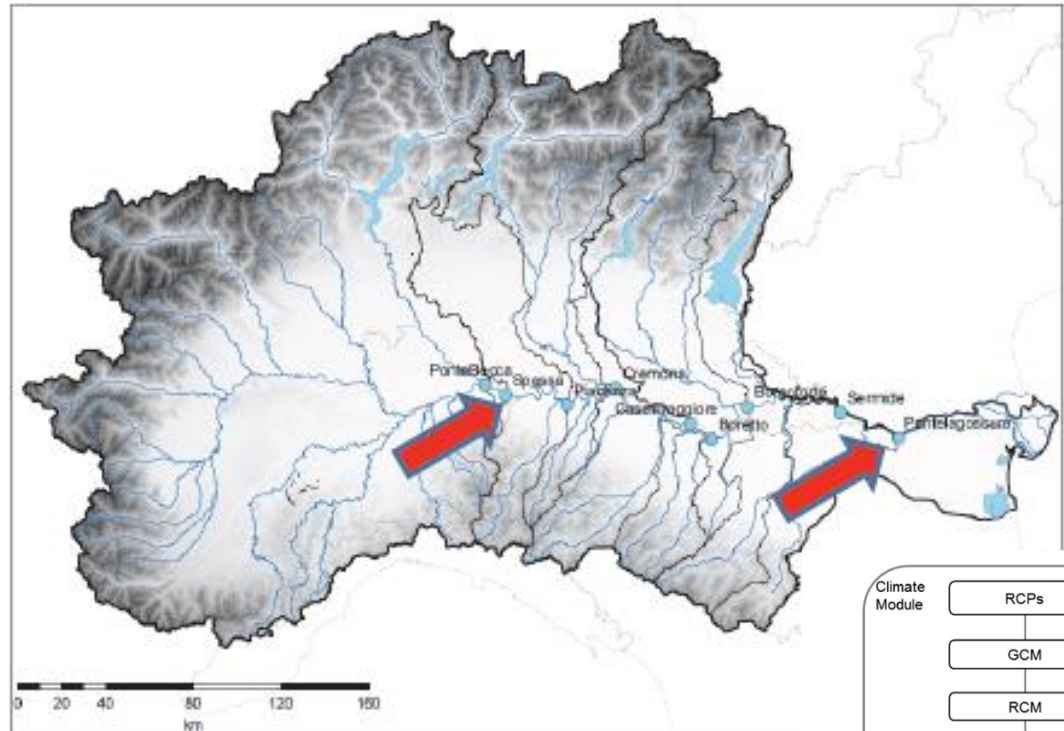 PonteBecca
Spessa
Piacenza
Cremona
Casalmaggiore
Boretto
Borgoforte
Sermide
Pontelagoscuro
0 20 40 80 120 160
km
Climate
Module
RCPs
GCM
RCM